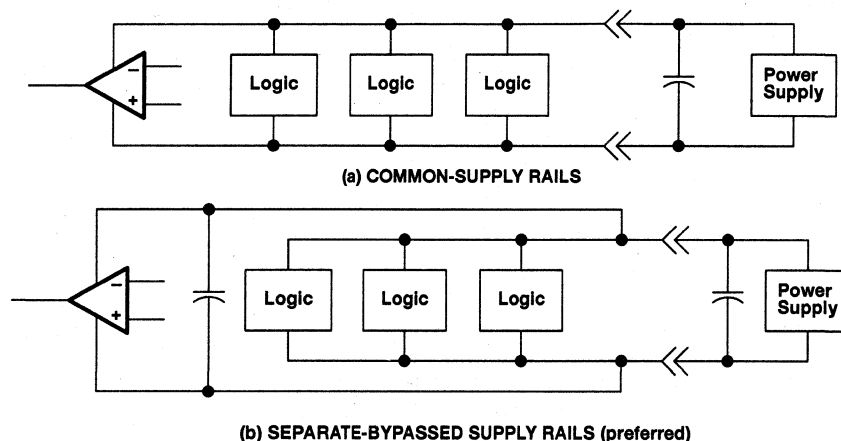 −
+
Logic
Logic
Logic
Power
Supply
(a) COMMON-SUPPLY RAILS
−
+
Logic
Logic
Logic
Power
Supply
(b) SEPARATE-BYPASSED SUPPLY RAILS (preferred)